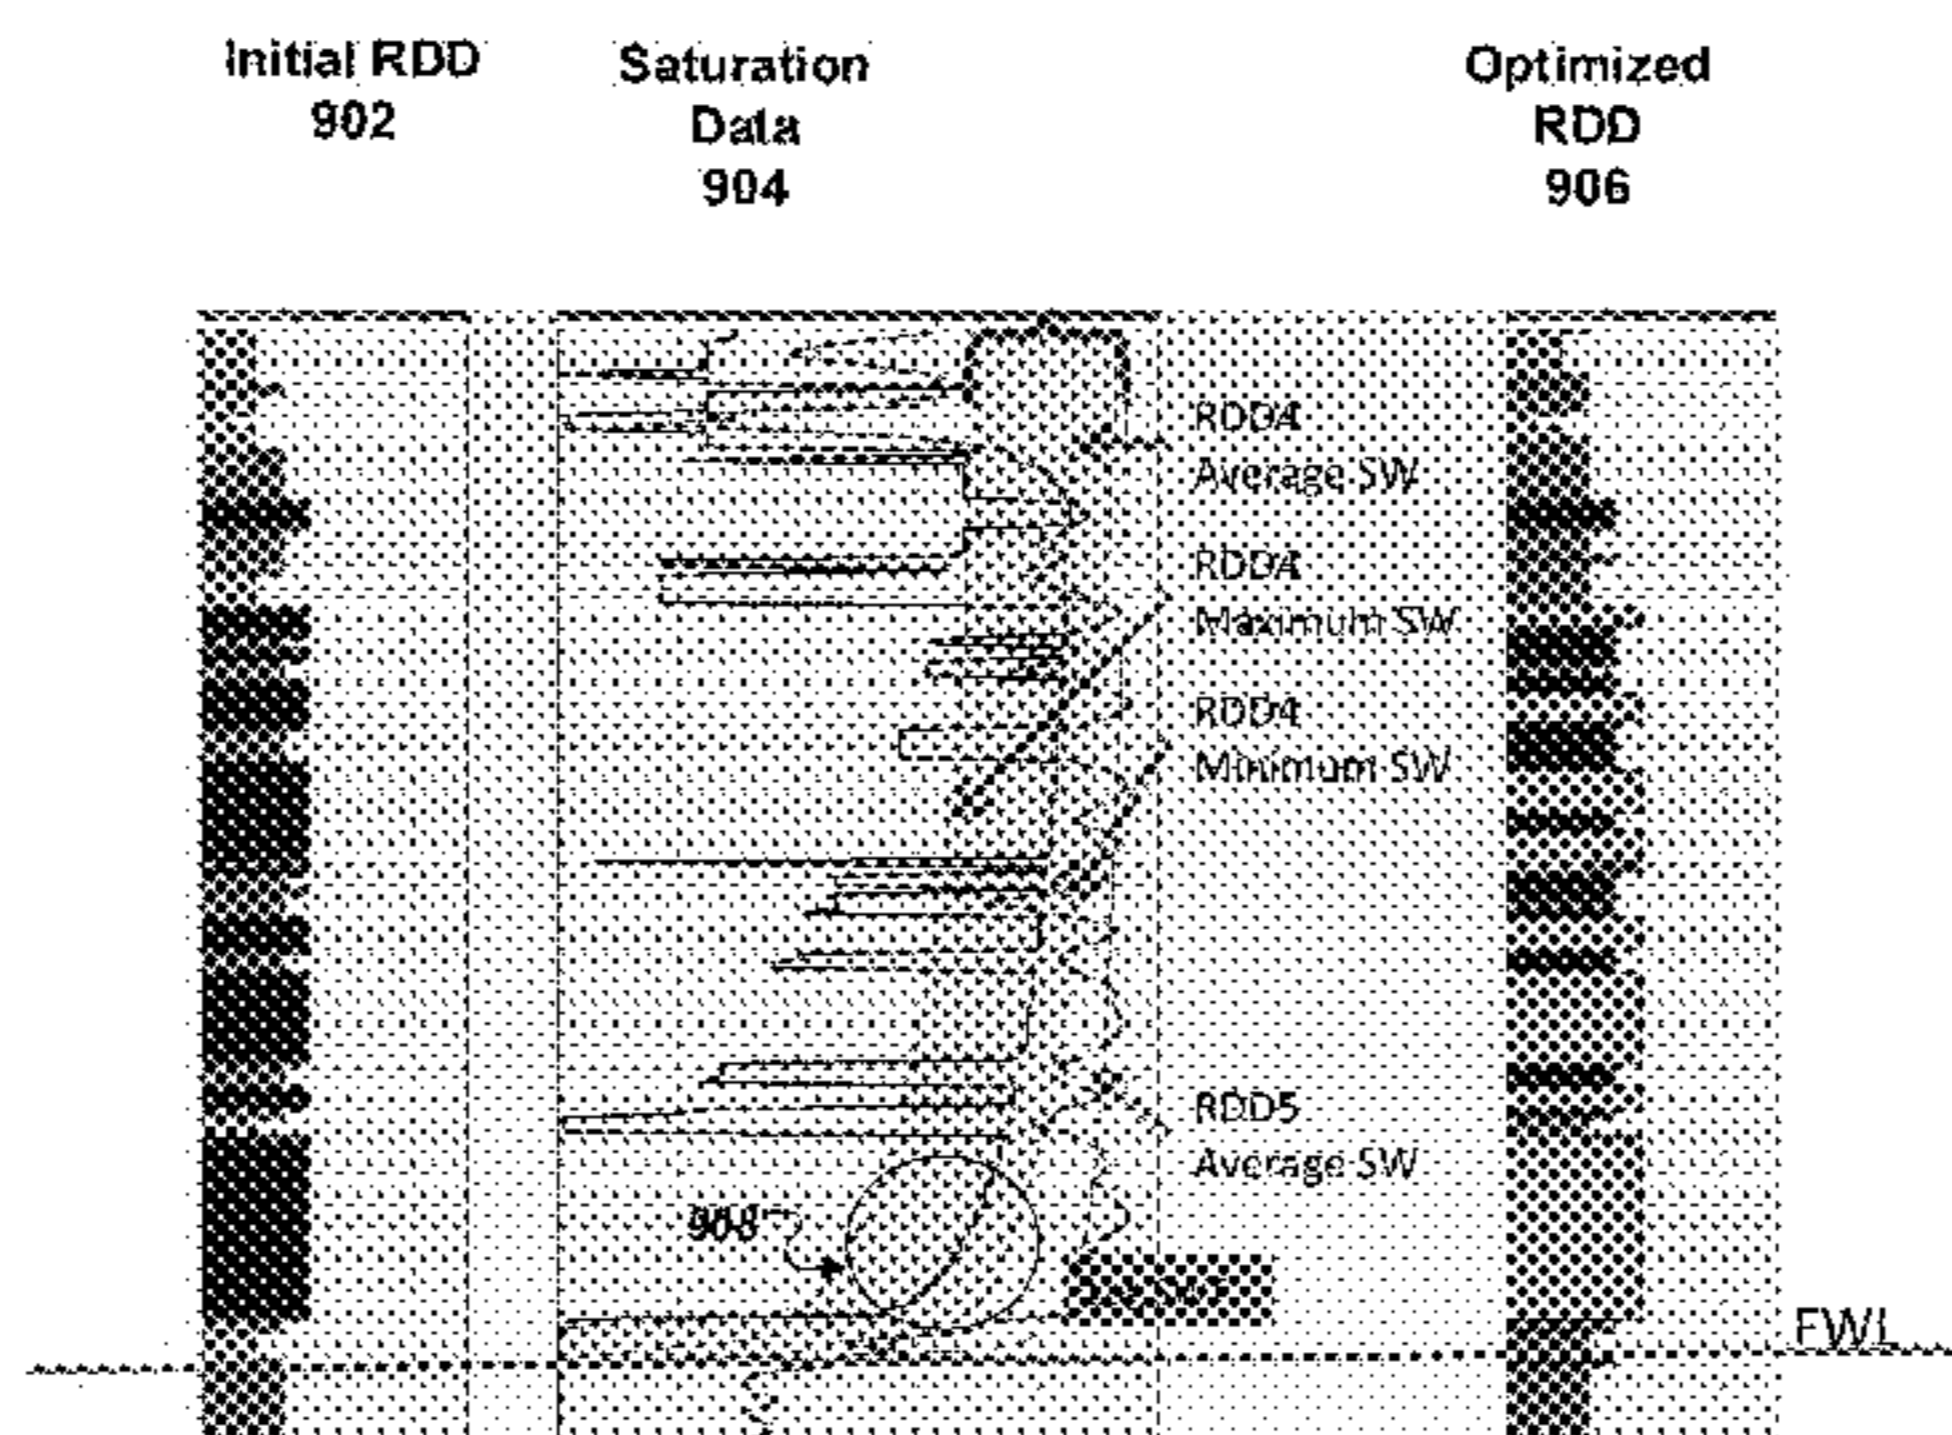 Initial RDD
902
Saturation
Data
904
Optimized
RDD
906
RDD4
Average SW
RDD4
Maximum SW
RDD4
Minimum SW
RDD5
Average SW
908
FWL